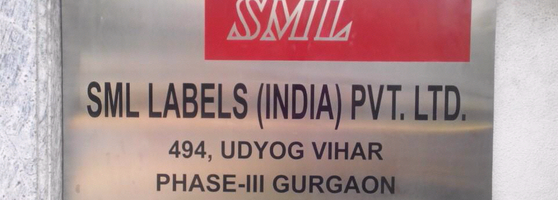 SML
SML LABELS (INDIA) PVT. LTD.
494, UDYOG VIHAR
PHASE-III GURGAON